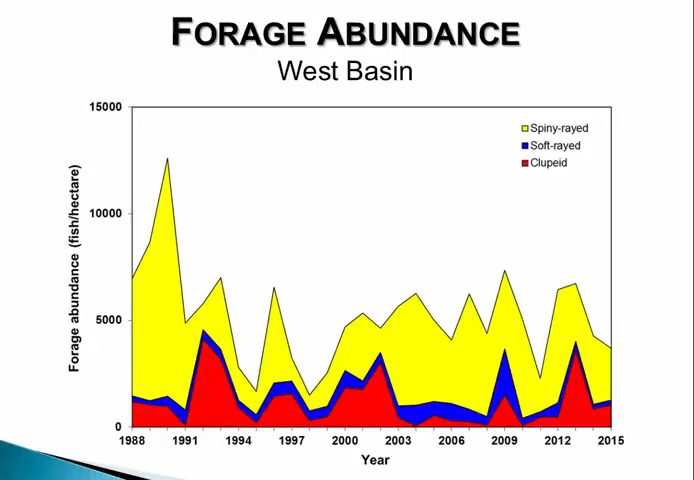 FORAGE ABUNDANCE
West Basin
15000
10000
5000
0
Forage abundance (fish/hectare)
Spiny-rayed
Soft-rayed
Clupeid
1988 1991 1994 1997 2000 2003 2006 2009 2012 2015
Year